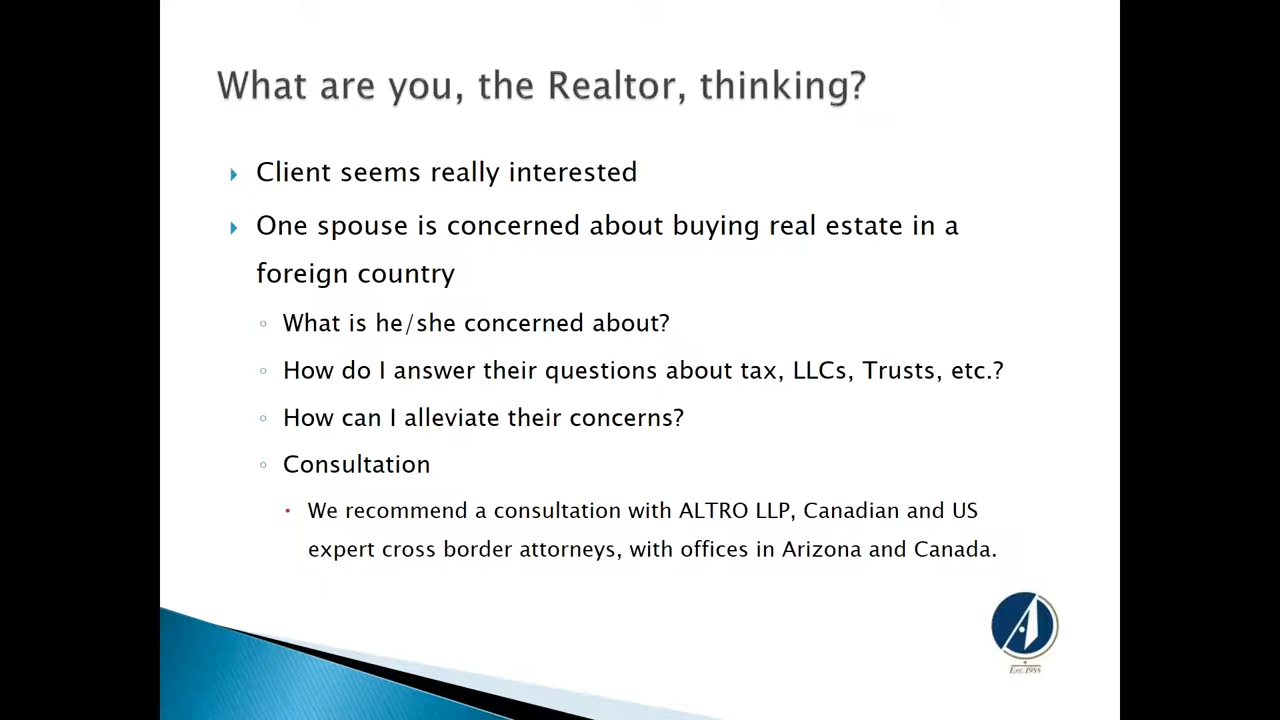 What are you, the Realtor, thinking?
Client seems really interested
One spouse is concerned about buying real estate in a
foreign country
What is he/she concerned about?
How do I answer their questions about tax, LLCs, Trusts, etc.?
How can I alleviate their concerns?
Consultation
We recommend a consultation with ALTRO LLP, Canadian and US
expert cross border attorneys, with offices in Arizona and Canada.
Est. 1988